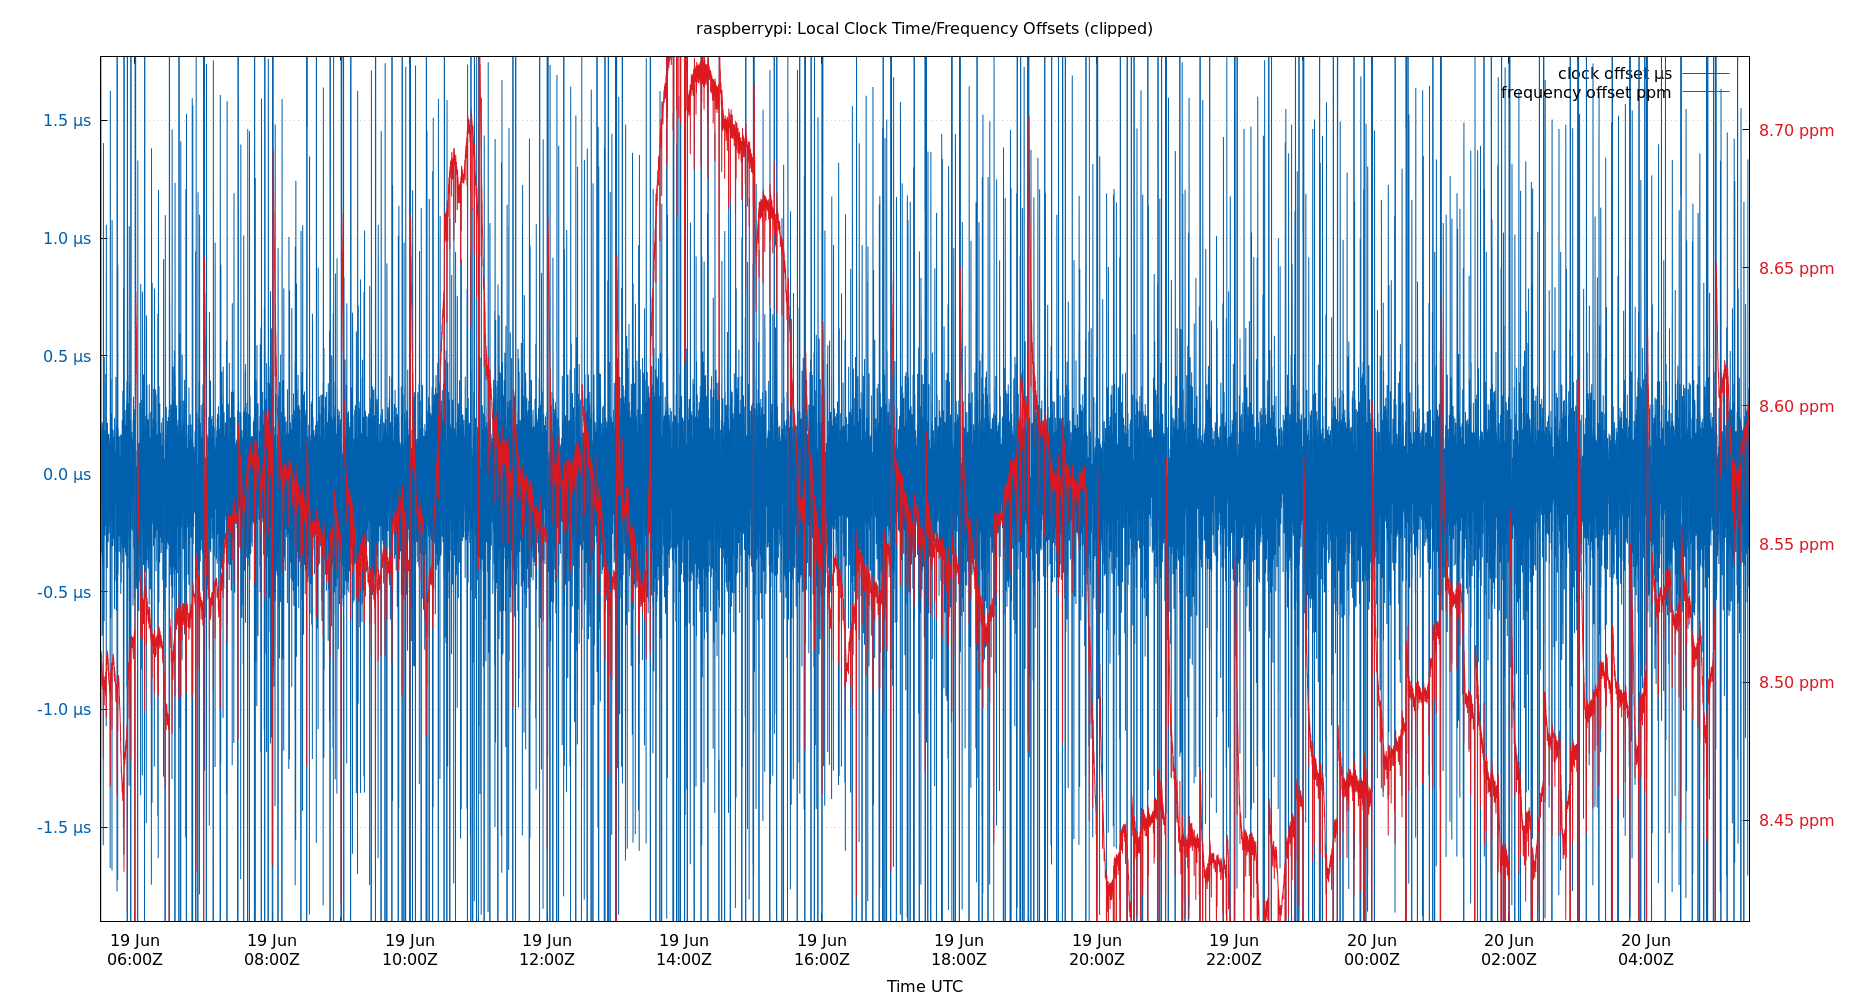 raspberrypi: Local Clock Time/Frequency Offsets (clipped)
clock offset µs
frequency offset ppm
1.5 µs
1.0 µs
0.5 µs
0.0 µs
-0.5 µs
-1.0 µs
-1.5 µs
8.70 ppm
8.65 ppm
8.60 ppm
8.55 ppm
8.50 ppm
8.45 ppm
19 Jun 19 Jun 19 Jun 19 Jun 19 Jun 19 Jun 19 Jun 19 Jun 19 Jun 20 Jun 20 Jun 20 Jun
06:00Z 08:00Z 10:00Z 12:00Z 14:00Z 16:00Z 18:00Z 20:00Z 22:00Z 00:00Z 02:00Z 04:00Z
Time UTC